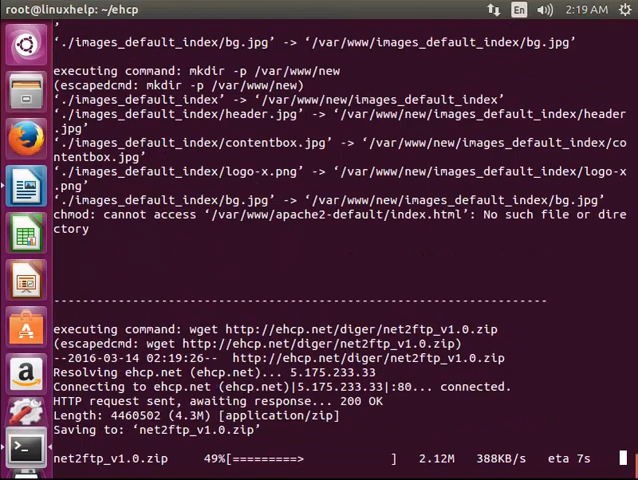 root@linuxhelp: ~/ehcp
En
2:19 AM
’
‘./images_default_index/bg.jpg’ -> ‘/var/www/images_default_index/bg.jpg’
executing command: mkdir -p /var/www/new
(escapedcmd: mkdir -p /var/www/new)
‘./images_default_index’ -> ‘/var/www/new/images_default_index’
‘./images_default_index/header.jpg’ -> ‘/var/www/new/images_default_index/header
.jpg’
‘./images_default_index/contentbox.jpg’ -> ‘/var/www/new/images_default_index/co
ntentbox.jpg’
‘./images_default_index/logo-x.png’ -> ‘/var/www/new/images_default_index/logo-x
.png’
‘./images_default_index/bg.jpg’ -> ‘/var/www/new/images_default_index/bg.jpg’
chmod: cannot access ‘/var/www/apache2-default/index.html’: No such file or dire
ctory
---------------------------------------------------------------------
executing command: wget http://ehcp.net/diger/net2ftp_v1.0.zip
(escapedcmd: wget http://ehcp.net/diger/net2ftp_v1.0.zip)
--2016-03-14 02:19:26--  http://ehcp.net/diger/net2ftp_v1.0.zip
Resolving ehcp.net (ehcp.net)... 5.175.233.33
Connecting to ehcp.net (ehcp.net)|5.175.233.33|:80... connected.
HTTP request sent, awaiting response... 200 OK
Length: 4460502 (4.3M) [application/zip]
Saving to: ‘net2ftp_v1.0.zip’
net2ftp_v1.0.zip 49%[=========> ] 2.12M 388KB/s eta 7s